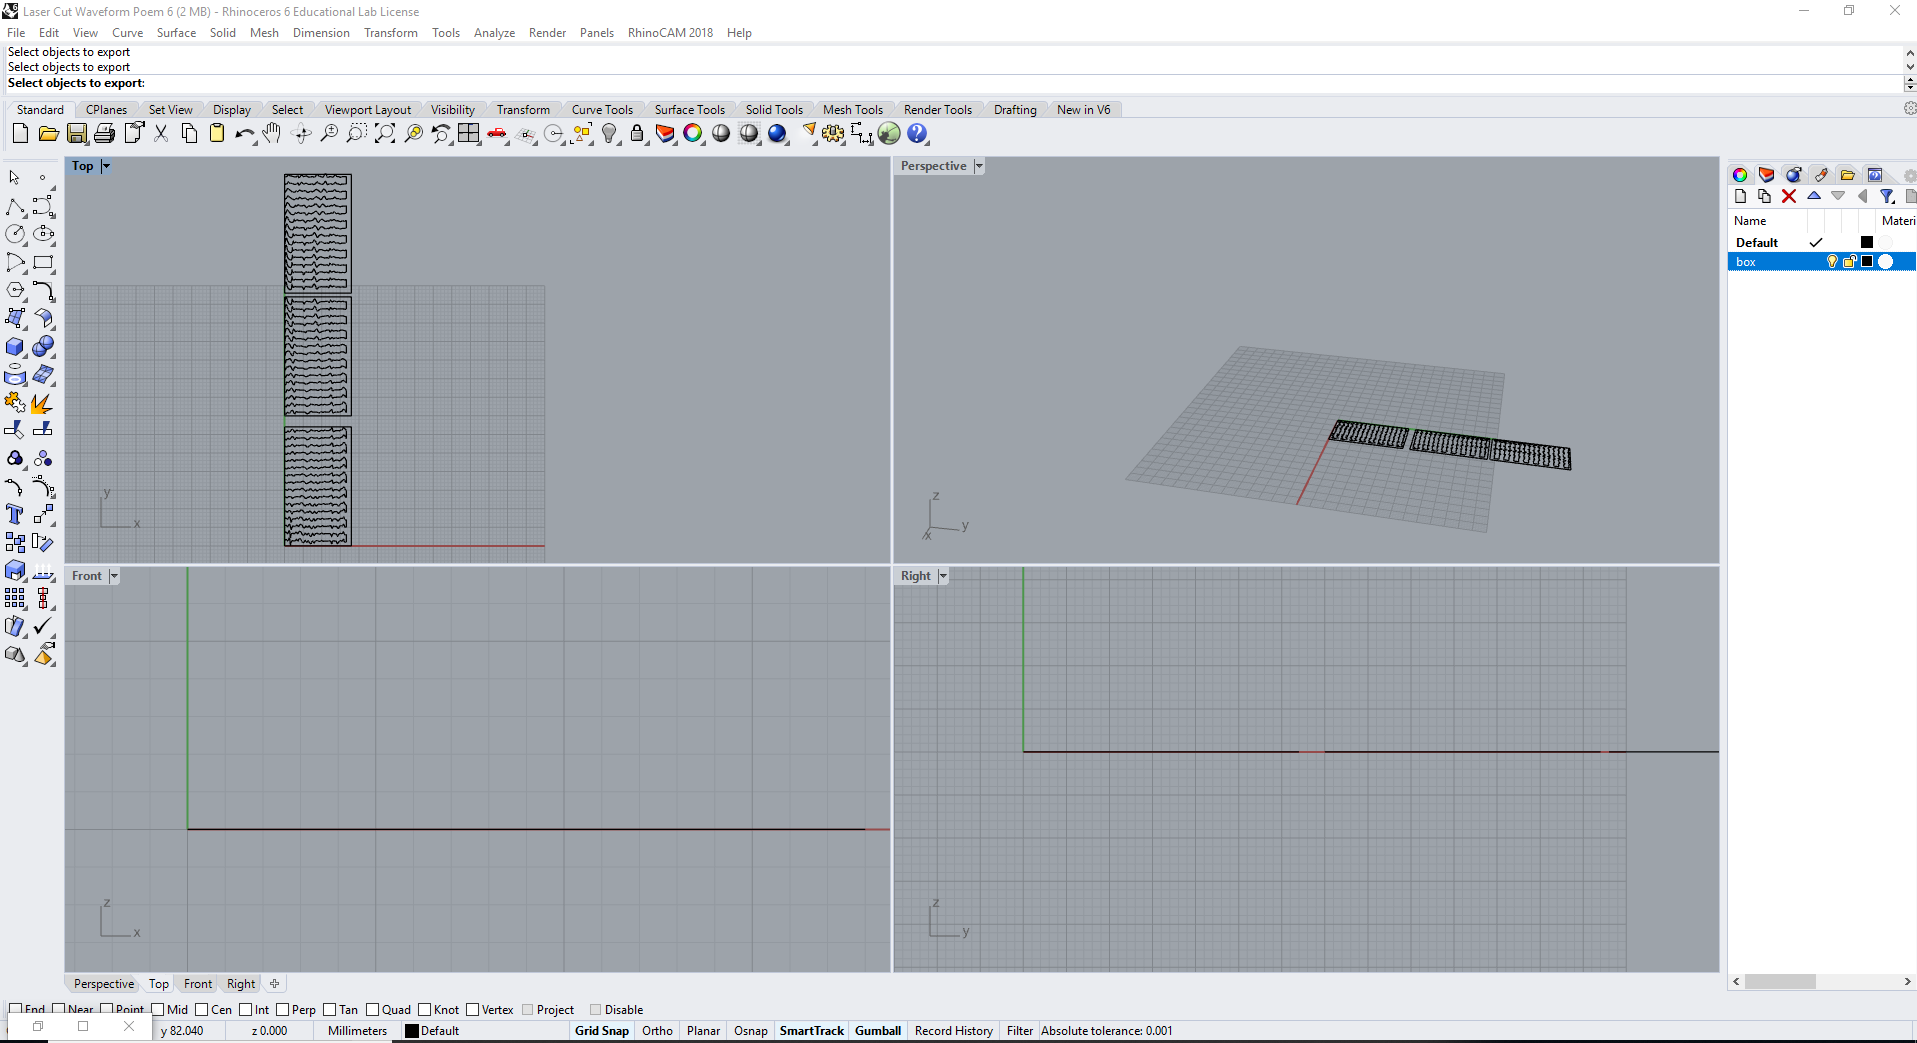 Laser Cut Waveform Poem 6 (2 MB) - Rhinoceros 6 Educational Lab License
File Edit View Curve Surface Solid Mesh Dimension Transform Tools Analyze Render Panels RhinoCAM 2018 Help
Select objects to export
Select objects to export
Select objects to export:
Standard CPlanes Set View Display Select Viewport Layout Visibility Transform Curve Tools Surface Tools Solid Tools Mesh Tools Render Tools Drafting New in V6
Top
Perspective
Name Materi
Default
box
y
x
z
y
x
Front
Right
z
x
z
y
Perspective Top Front Right
End Near Point Mid Cen Int Perp Tan Quad Knot Vertex Project Disable
y 82.040 z 0.000 Millimeters Default Grid Snap Ortho Planar Osnap SmartTrack Gumball Record History Filter Absolute tolerance: 0.001